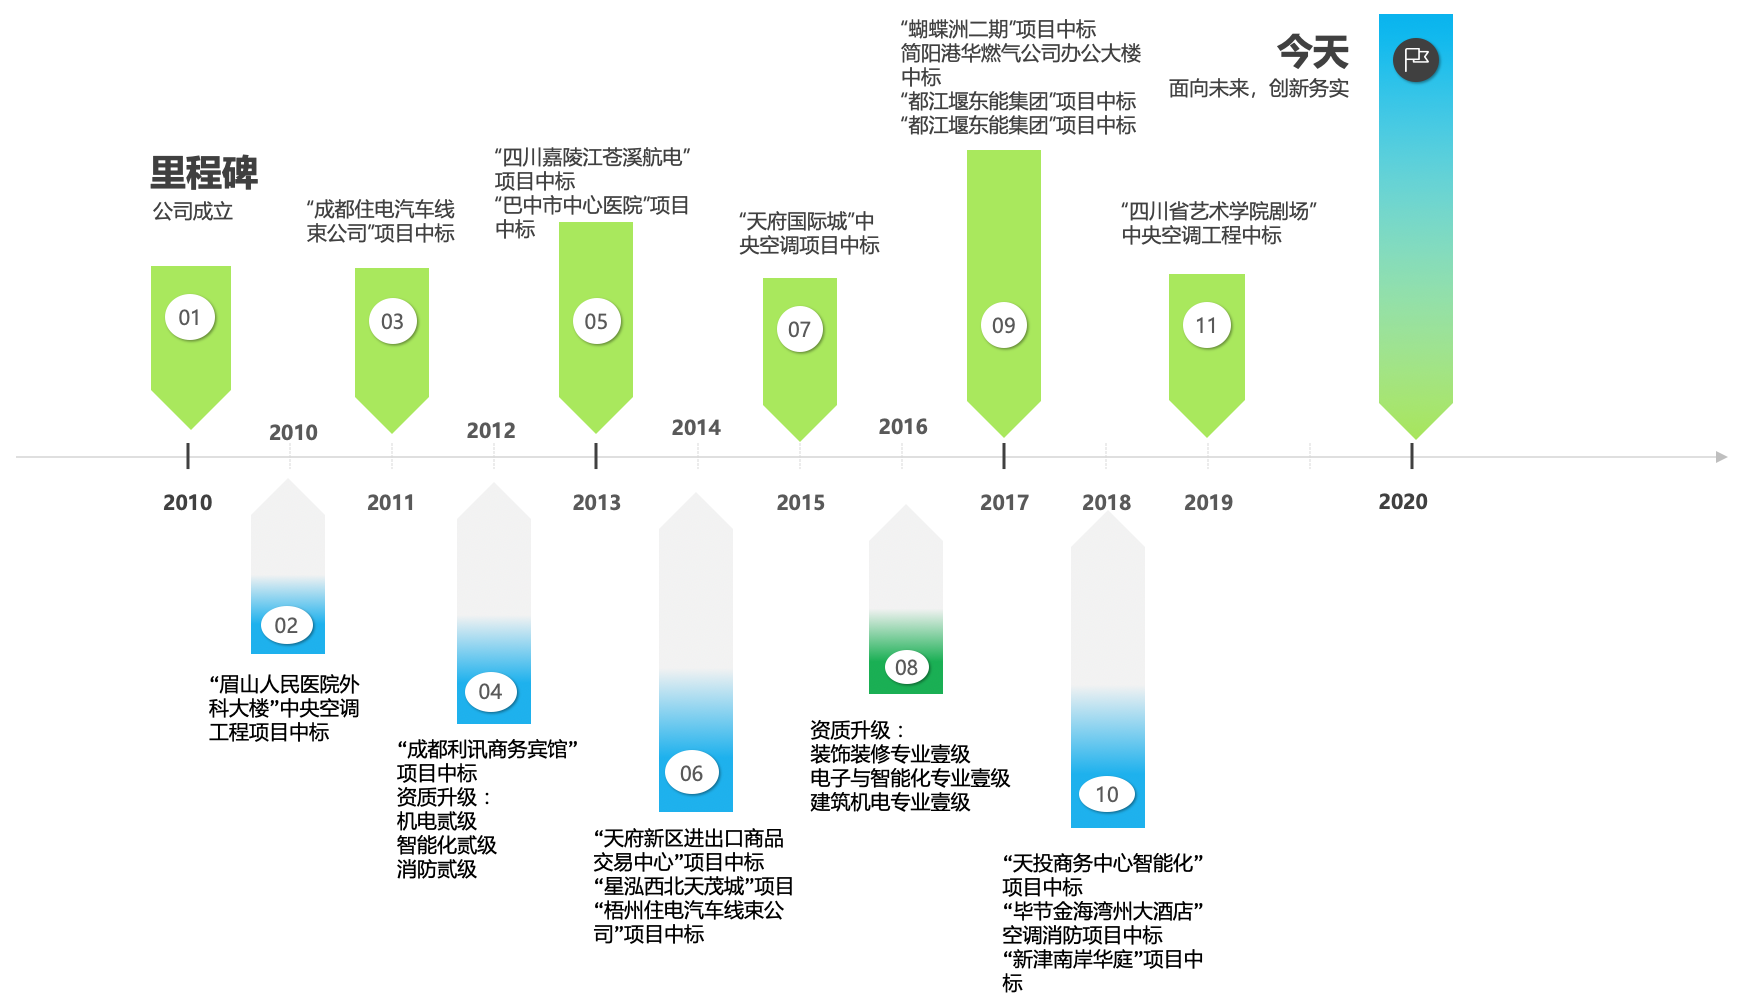 “蝴蝶洲二期”项目中标
简阳港华燃气公司办公大楼
中标
“都江堰东能集团”项目中标
“都江堰东能集团”项目中标
今天
面向未来，创新务实
里程碑
公司成立
“成都住电汽车线
束公司”项目中标
“四川嘉陵江苍溪航电”
项目中标
“巴中市中心医院”项目
中标
“天府国际城”中
央空调项目中标
“四川省艺术学院剧场”
中央空调工程中标
01
03
05
07
09
11
2010
2012
2014
2016
2010
2011
2013
2015
2017
2018
2019
2020
02
“眉山人民医院外
科大楼”中央空调
工程项目中标
04
“成都利讯商务宾馆”
项目中标
资质升级：
机电贰级
智能化贰级
消防贰级
06
“天府新区进出口商品
交易中心”项目中标
“星泓西北天茂城”项目
“梧州住电汽车线束公
司”项目中标
08
资质升级：
装饰装修专业壹级
电子与智能化专业壹级
建筑机电专业壹级
10
“天投商务中心智能化”
项目中标
“毕节金海湾州大酒店”
空调消防项目中标
“新津南岸华庭”项目中
标